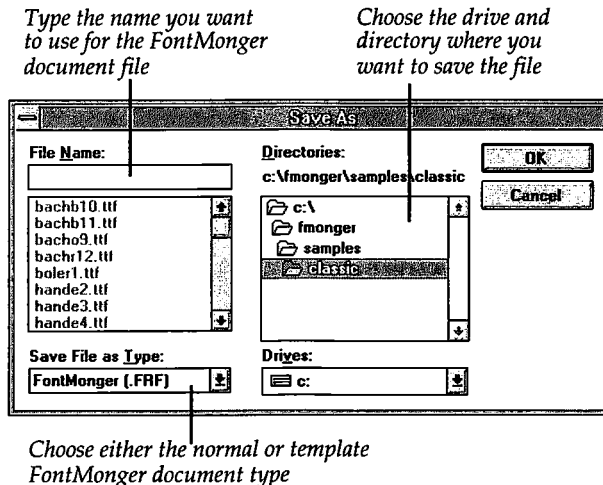 Type the name you want
to use for the FontMonger
document file
Choose the drive and
directory where you
want to save the file
Save As
File Name:
Directories:
c:\fmonger\samples\classic
OK
Cancel
bachb10.ttf
bachb11.ttf
bacho9.ttf
bachr12.ttf
boler1.ttf
hande2.ttf
hande3.ttf
hande4.ttf
c:\
fmonger
samples
classic
Save File as Type:
FontMonger (.FRF)
Drives:
c:
Choose either the normal or template
FontMonger document type